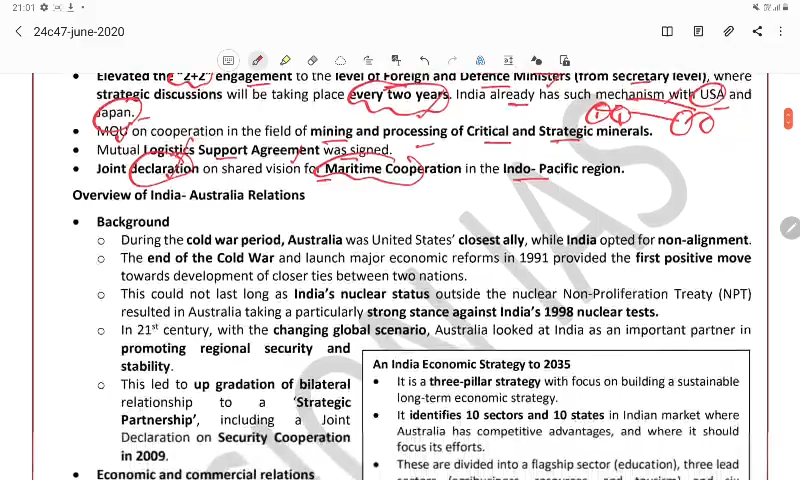 21:01
24c47-june-2020
Elevated the "2+2" engagement to the level of Foreign and Defence Ministers (from secretary level), where
strategic discussions will be taking place every two years. India already has such mechanism with USA and
Japan.
MOU on cooperation in the field of mining and processing of Critical and Strategic minerals.
Mutual Logistics Support Agreement was signed.
Joint declaration on shared vision for Maritime Cooperation in the Indo- Pacific region.
Overview of India- Australia Relations
Background
During the cold war period, Australia was United States' closest ally, while India opted for non-alignment.
The end of the Cold War and launch major economic reforms in 1991 provided the first positive move
towards development of closer ties between two nations.
This could not last long as India's nuclear status outside the nuclear Non-Proliferation Treaty (NPT)
resulted in Australia taking a particularly strong stance against India's 1998 nuclear tests.
In 21st century, with the changing global scenario, Australia looked at India as an important partner in
promoting regional security and
stability.
This led to up gradation of bilateral
relationship to a 'Strategic
Partnership', including a Joint
Declaration on Security Cooperation
in 2009.
Economic and commercial relations
An India Economic Strategy to 2035
It is a three-pillar strategy with focus on building a sustainable
long-term economic strategy.
It identifies 10 sectors and 10 states in Indian market where
Australia has competitive advantages, and where it should
focus its efforts.
These are divided into a flagship sector (education), three lead
sectors (agribusiness, resources, and tourism) and six
SION IAS